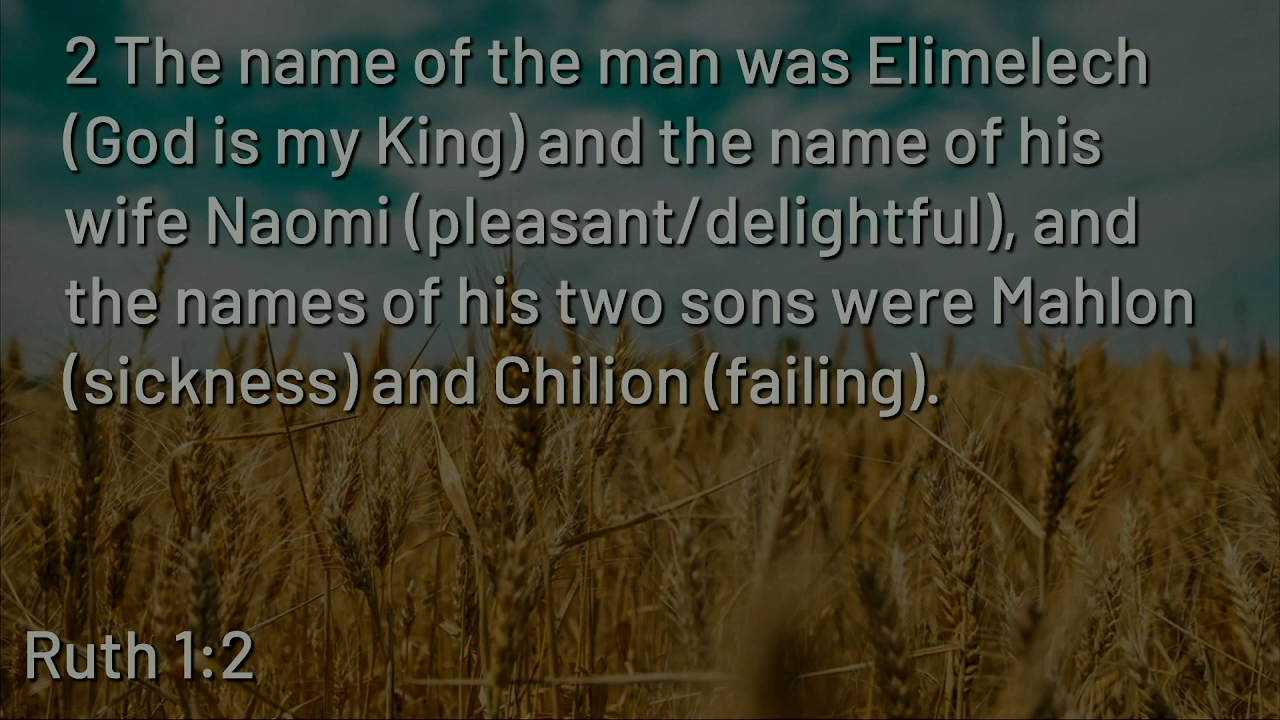 2 The name of the man was Elimelech
(God is my King) and the name of his
wife Naomi (pleasant/delightful), and
the names of his two sons were Mahlon
(sickness) and Chilion (failing).
Ruth 1:2